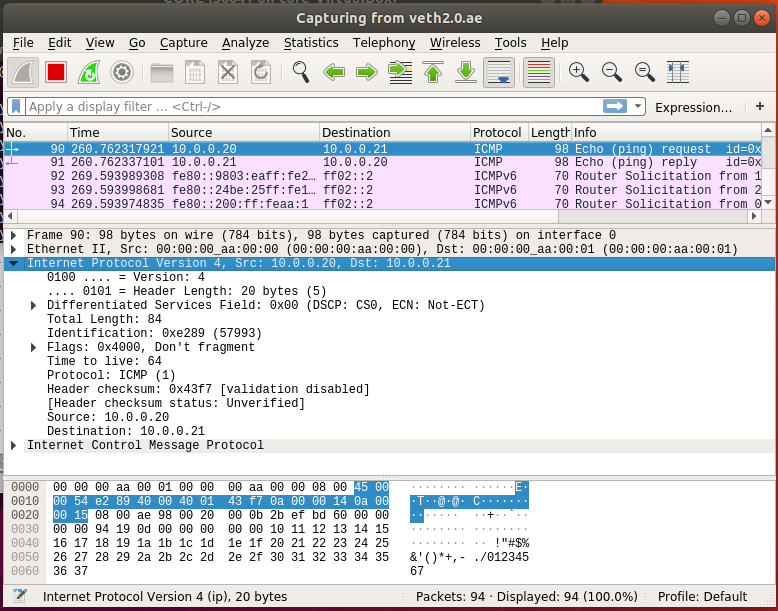 Capturing from veth2.0.ae
File Edit View Go Capture Analyze Statistics Telephony Wireless Tools Help
Apply a display filter … <Ctrl-/> Expression… +
No. Time Source Destination Protocol Length Info
90 260.762317921 10.0.0.20 10.0.0.21 ICMP 98 Echo (ping) request id=0x
91 260.762337101 10.0.0.21 10.0.0.20 ICMP 98 Echo (ping) reply id=0x
92 269.593989308 fe80::9803:eaff:fe2… ff02::2 ICMPv6 70 Router Solicitation from 1
93 269.593998681 fe80::24be:25ff:fe1… ff02::2 ICMPv6 70 Router Solicitation from 2
94 269.593974835 fe80::200:ff:feaa:1 ff02::2 ICMPv6 70 Router Solicitation from 0
Frame 90: 98 bytes on wire (784 bits), 98 bytes captured (784 bits) on interface 0
Ethernet II, Src: 00:00:00_aa:00:00 (00:00:00:aa:00:00), Dst: 00:00:00_aa:00:01 (00:00:00:aa:00:01)
Internet Protocol Version 4, Src: 10.0.0.20, Dst: 10.0.0.21
0100 .... = Version: 4
.... 0101 = Header Length: 20 bytes (5)
Differentiated Services Field: 0x00 (DSCP: CS0, ECN: Not-ECT)
Total Length: 84
Identification: 0xe289 (57993)
Flags: 0x4000, Don't fragment
Time to live: 64
Protocol: ICMP (1)
Header checksum: 0x43f7 [validation disabled]
[Header checksum status: Unverified]
Source: 10.0.0.20
Destination: 10.0.0.21
Internet Control Message Protocol
0000 00 00 00 aa 00 01 00 00 00 aa 00 00 08 00 45 00 ········ ······E·
0010 00 54 e2 89 40 00 40 01 43 f7 0a 00 00 14 0a 00 ·T··@·@· C·······
0020 00 15 08 00 ae 98 00 20 00 0b 2b ef bd 60 00 00 ······· ··+··`··
0030 00 00 94 19 0d 00 00 00 00 00 10 11 12 13 14 15 ········ ········
0040 16 17 18 19 1a 1b 1c 1d 1e 1f 20 21 22 23 24 25 ········ ·· !"#$%
0050 26 27 28 29 2a 2b 2c 2d 2e 2f 30 31 32 33 34 35 &'()*+,- ./012345
0060 36 37 67
Internet Protocol Version 4 (ip), 20 bytes Packets: 94 · Displayed: 94 (100.0%) Profile: Default